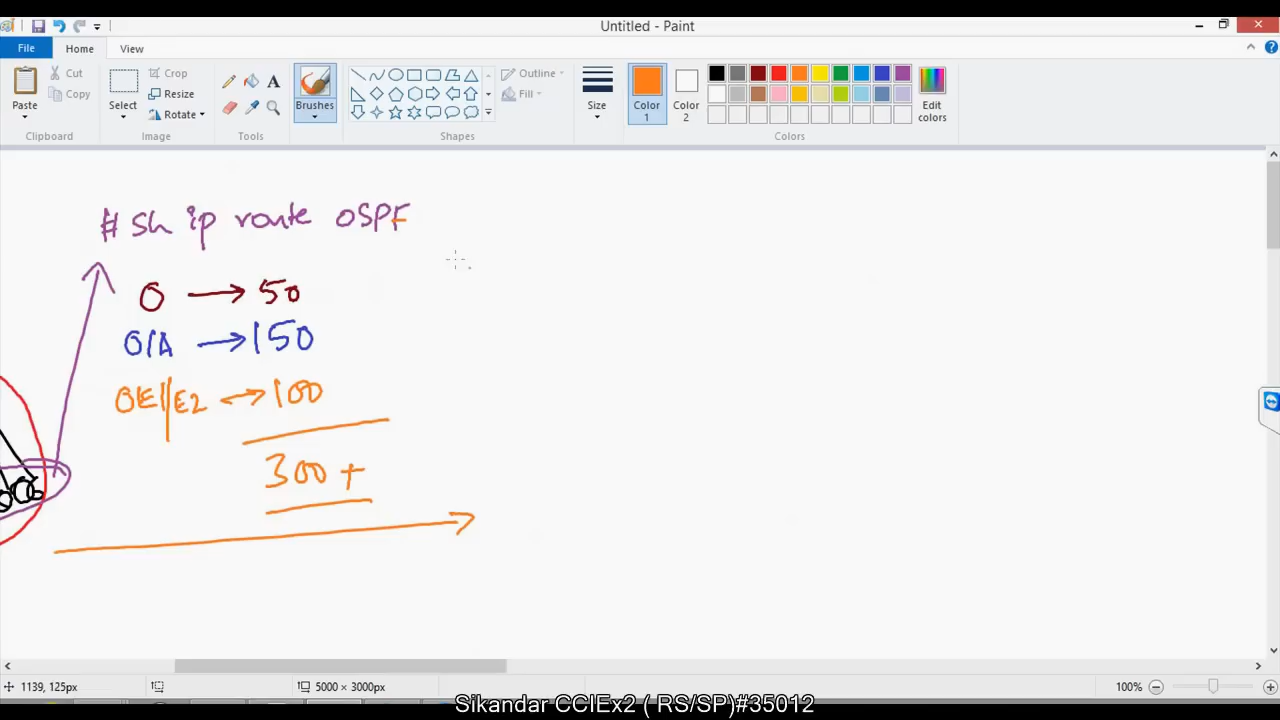 Untitled - Paint
File Home View
Paste Cut Copy Clipboard
Select Crop Resize Rotate Image
Tools
Brushes
Outline Fill Shapes
Size
Color 1 Color 2 Edit colors Colors
# Sh ip route OSPF
O → 50
O IA → 150
OE1/E2 ↔ 100
300 +
1139, 125px 5000 × 3000px 100%
Sikandar CCIEx2 ( RS/SP)#35012